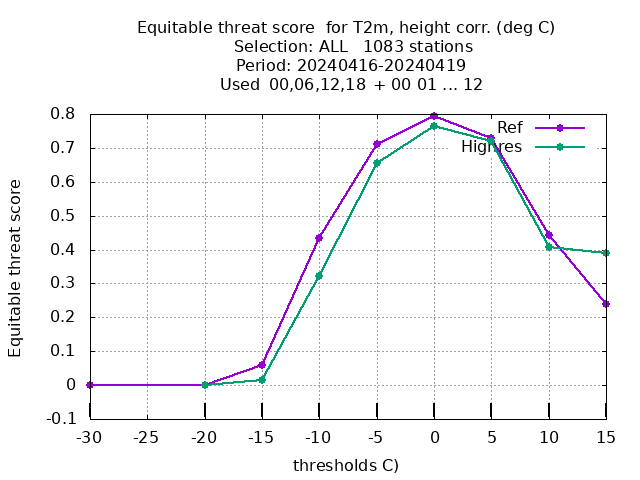 Equitable threat score  for T2m, height corr. (deg C)
Selection: ALL   1083 stations
Period: 20240416-20240419
Used  00,06,12,18  + 00 01 ... 12
Ref
Highres
Equitable threat score
0.8
0.7
0.6
0.5
0.4
0.3
0.2
0.1
0
-0.1
-30 -25 -20 -15 -10 -5 0 5 10 15
thresholds C)